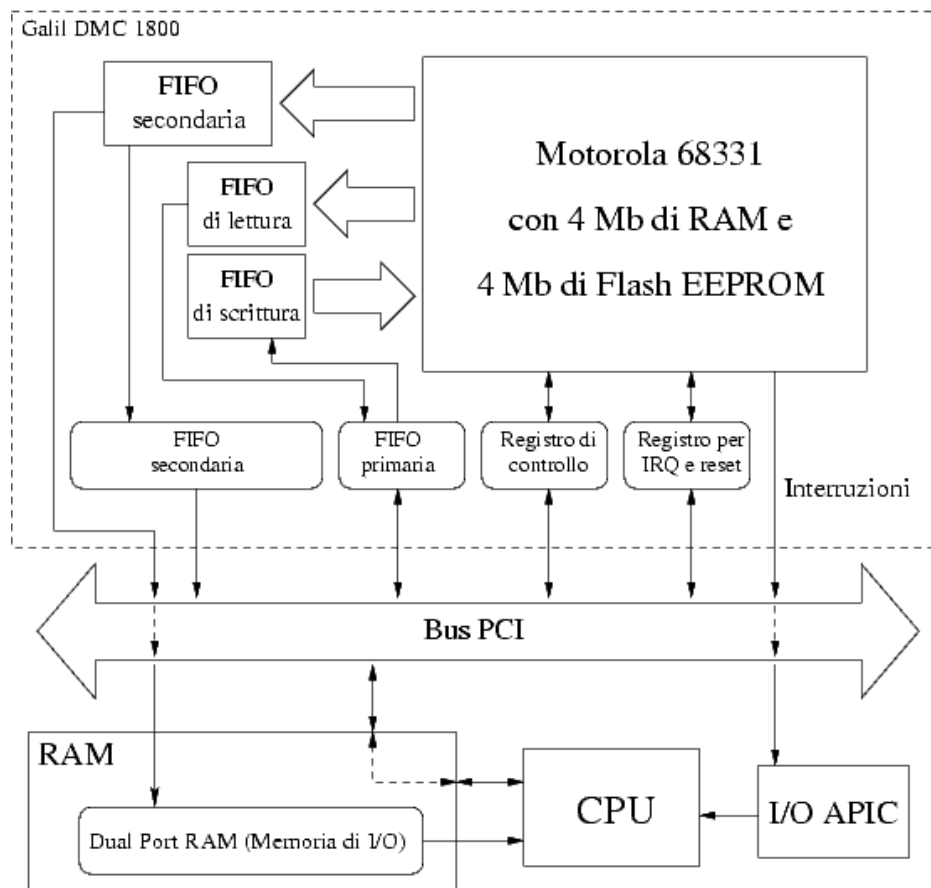 Galil DMC 1800
FIFO
secondaria
Motorola 68331
con 4 Mb di RAM e
4 Mb di Flash EEPROM
FIFO
di lettura
FIFO
di scrittura
FIFO
secondaria
FIFO
primaria
Registro di
controllo
Registro per
IRQ e reset
Interruzioni
Bus PCI
RAM
Dual Port RAM (Memoria di I/O)
CPU
I/O APIC